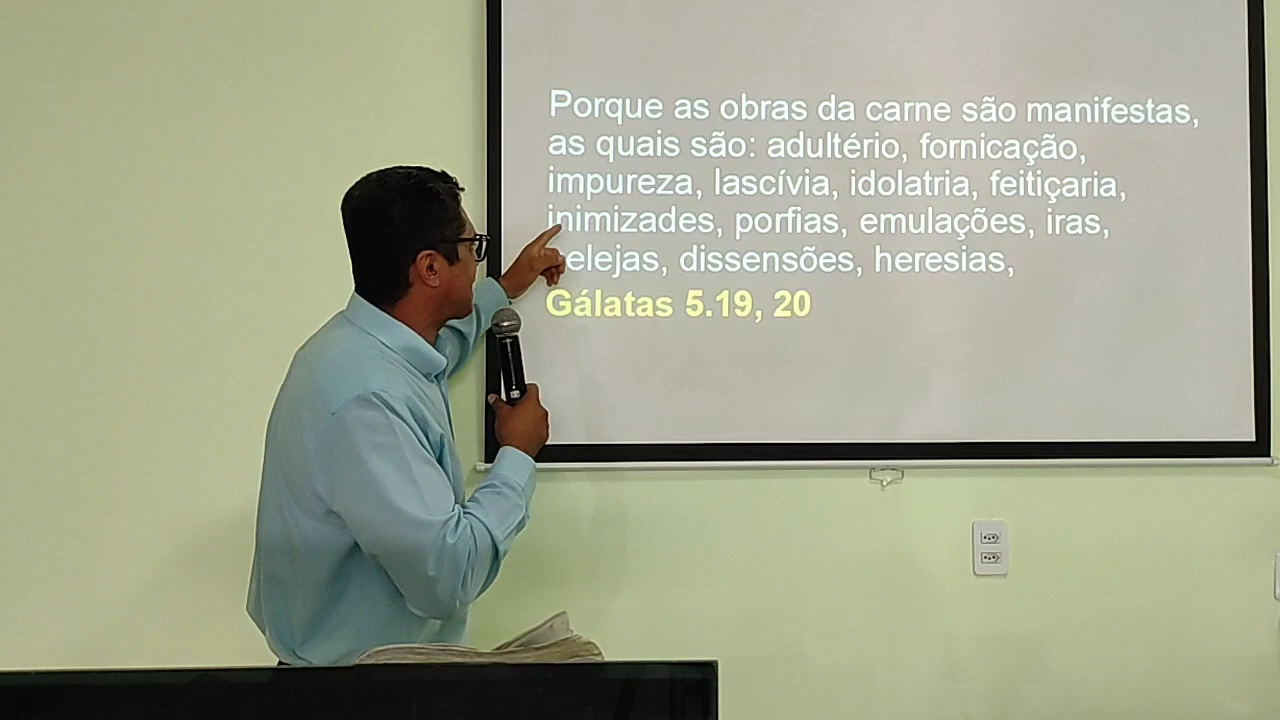 Porque as obras da carne são manifestas,
as quais são: adultério, fornicação,
impureza, lascívia, idolatria, feitiçaria,
inimizades, porfias, emulações, iras,
pelejas, dissensões, heresias,
Gálatas 5.19, 20